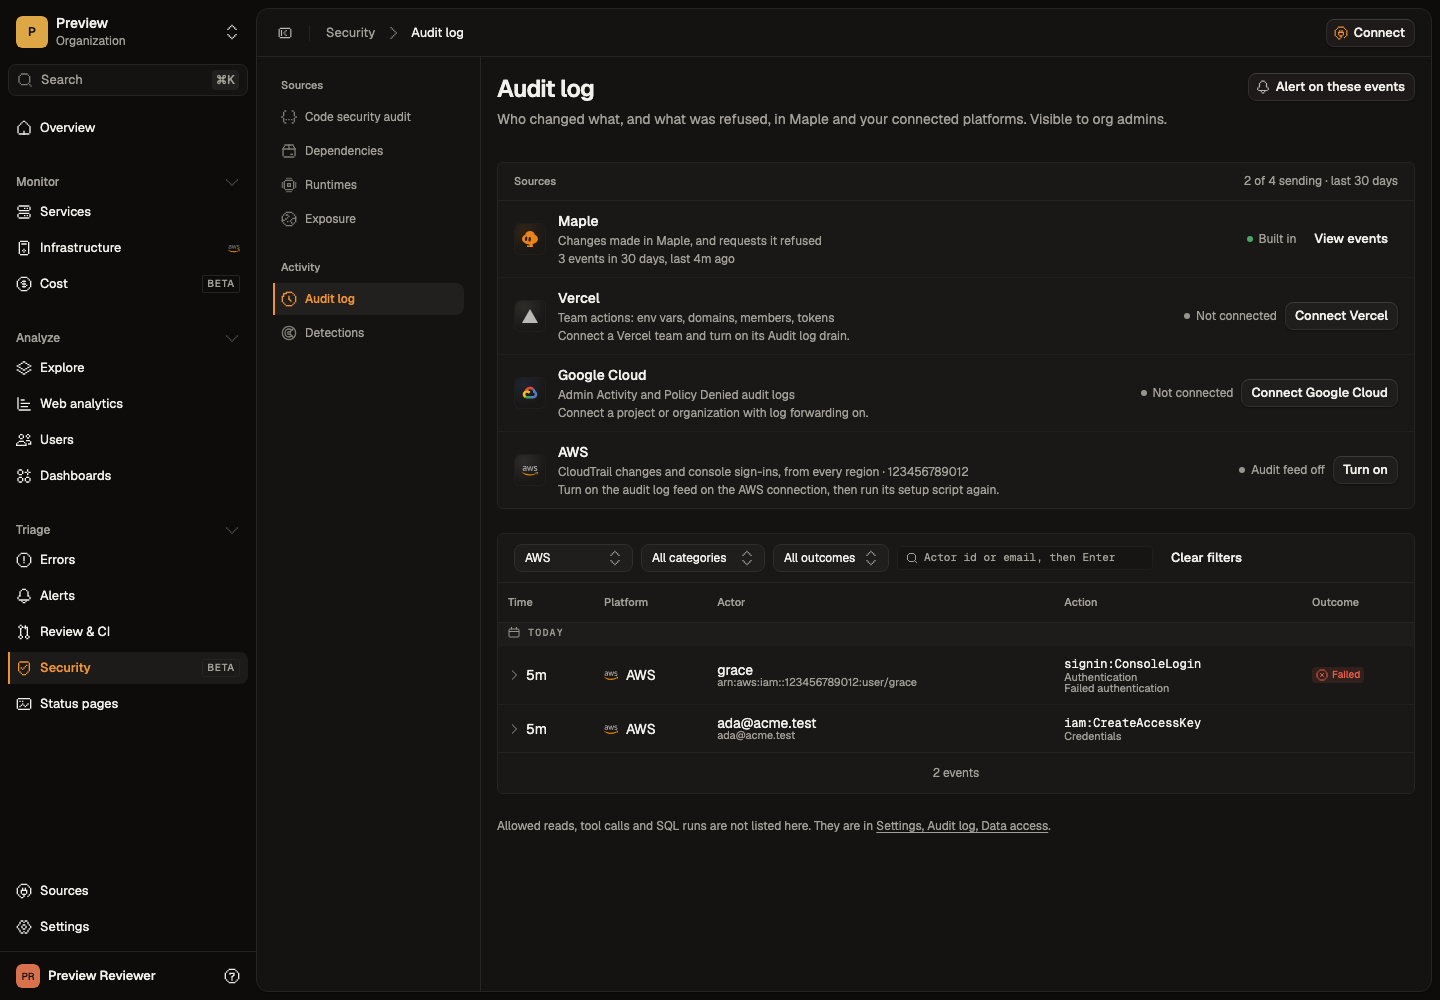 P
Preview
Organization
Search
⌘K
Overview
Monitor
Services
Infrastructure
aws
Cost
BETA
Analyze
Explore
Web analytics
Users
Dashboards
Triage
Errors
Alerts
Review & CI
Security
BETA
Status pages
Sources
Settings
PR
Preview Reviewer
Security
Audit log
Connect
Sources
Code security audit
Dependencies
Runtimes
Exposure
Activity
Audit log
Detections
Audit log
Alert on these events
Who changed what, and what was refused, in Maple and your connected platforms. Visible to org admins.
Sources
2 of 4 sending · last 30 days
Maple
Changes made in Maple, and requests it refused
3 events in 30 days, last 4m ago
Built in
View events
Vercel
Team actions: env vars, domains, members, tokens
Connect a Vercel team and turn on its Audit log drain.
Not connected
Connect Vercel
Google Cloud
Admin Activity and Policy Denied audit logs
Connect a project or organization with log forwarding on.
Not connected
Connect Google Cloud
aws
AWS
CloudTrail changes and console sign-ins, from every region · 123456789012
Turn on the audit log feed on the AWS connection, then run its setup script again.
Audit feed off
Turn on
AWS
All categories
All outcomes
Actor id or email, then Enter
Clear filters
Time
Platform
Actor
Action
Outcome
TODAY
5m
aws
AWS
grace
arn:aws:iam::123456789012:user/grace
signin:ConsoleLogin
Authentication
Failed authentication
Failed
5m
aws
AWS
ada@acme.test
ada@acme.test
iam:CreateAccessKey
Credentials
2 events
Allowed reads, tool calls and SQL runs are not listed here. They are in Settings, Audit log, Data access.